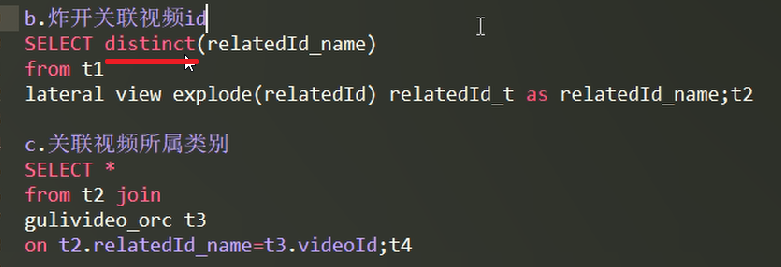 b.炸开关联视频id
SELECT distinct(relatedId_name)
from t1
lateral view explode(relatedId) relatedId_t as relatedId_name;t2
c.关联视频所属类别
SELECT *
from t2 join
gulivideo_orc t3
on t2.relatedId_name=t3.videoId;t4